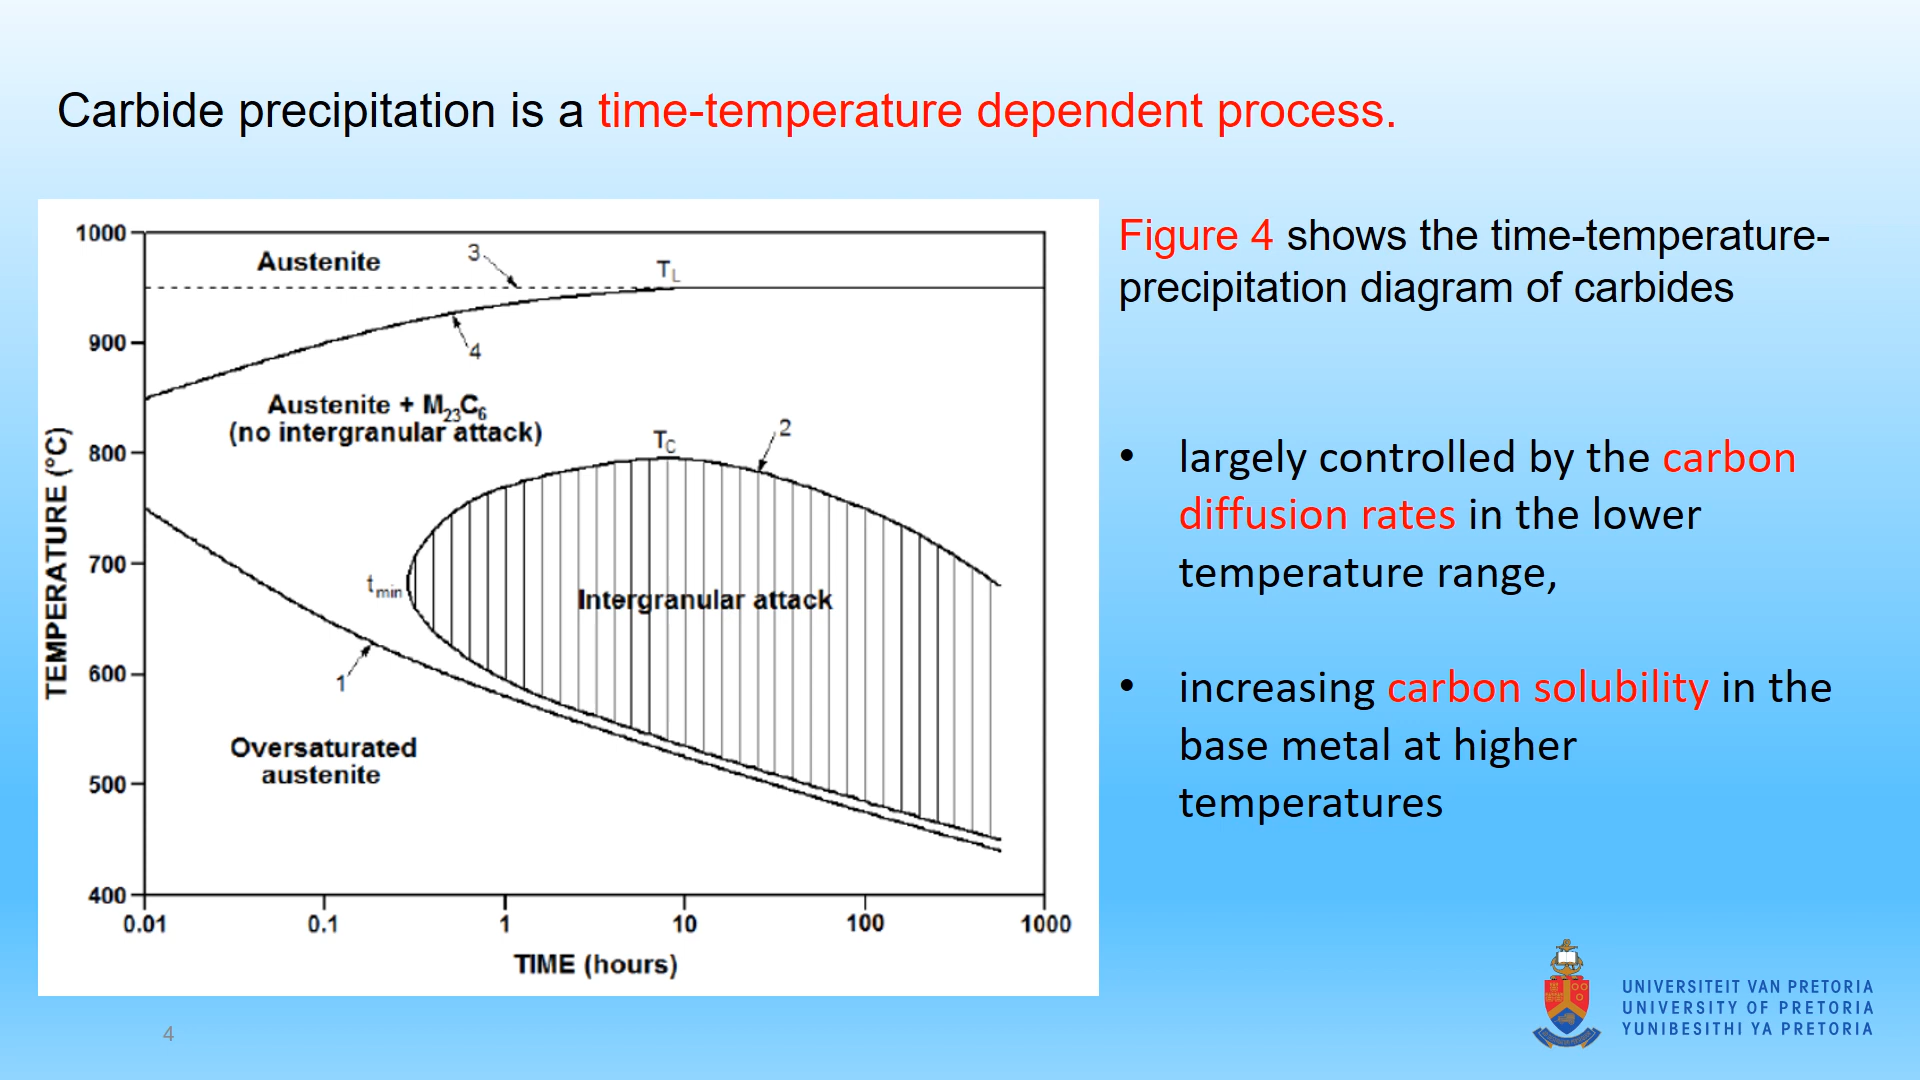 Carbide precipitation is a time-temperature dependent process.
1000
900
800
700
600
500
400
TEMPERATURE (°C)
Austenite
3
TL
4
Austenite + M23C6
(no intergranular attack)
TC
2
tmin
Intergranular attack
1
Oversaturated
austenite
0.01
0.1
1
10
100
1000
TIME (hours)
Figure 4 shows the time-temperature-
precipitation diagram of carbides
• largely controlled by the carbon
diffusion rates in the lower
temperature range,
• increasing carbon solubility in the
base metal at higher
temperatures
4
UNIVERSITEIT VAN PRETORIA
UNIVERSITY OF PRETORIA
YUNIBESITHI YA PRETORIA